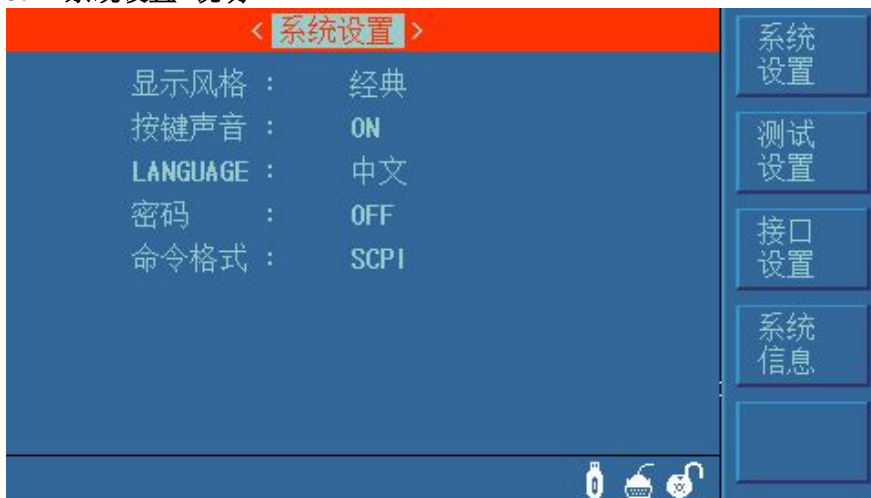 < 系统设置 >
显示风格 : 经典
按键声音 : ON
LANGUAGE : 中文
密码 : OFF
命令格式 : SCPI
系统
设置
测试
设置
接口
设置
系统
信息